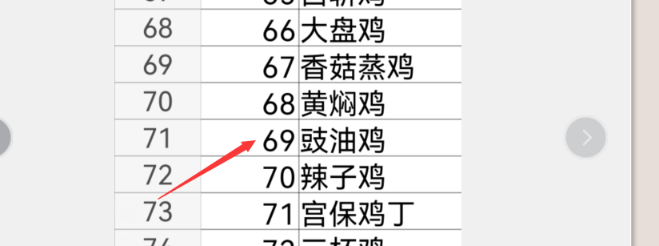 68 66 大盘鸡
69 67 香菇蒸鸡
70 68 黄焖鸡
71 69 豉油鸡
72 70 辣子鸡
73 71 宫保鸡丁